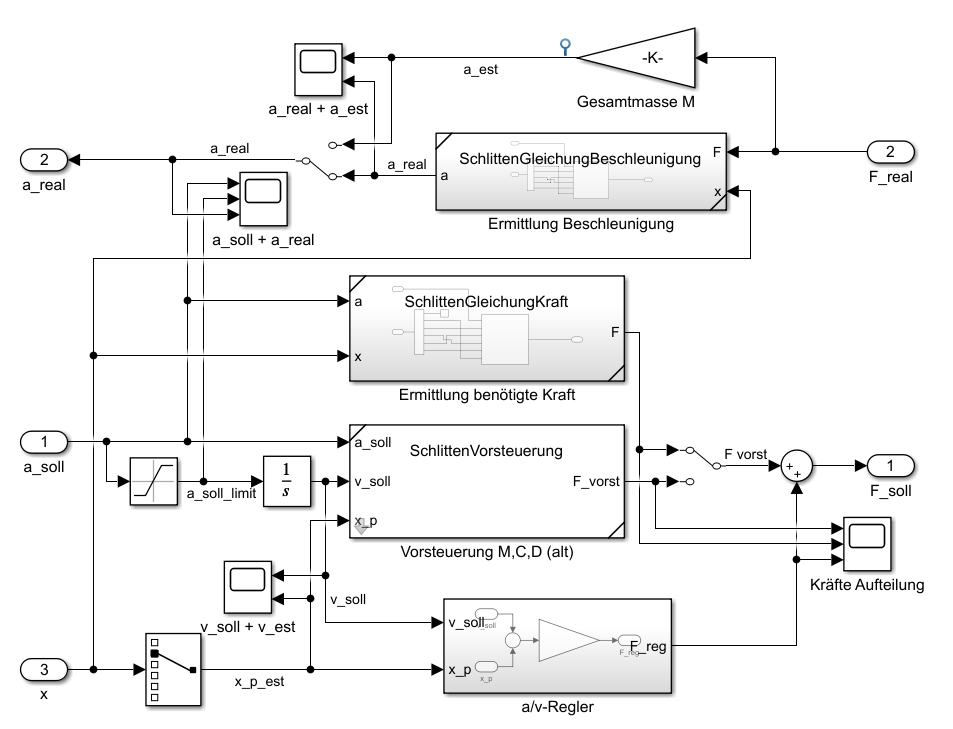 -K-
a_est
Gesamtmasse M
a_real + a_est
2
a_real
a_real
a_real
SchlittenGleichungBeschleunigung
F
a
x
Ermittlung Beschleunigung
2
F_real
a_soll + a_real
SchlittenGleichungKraft
a
x
F
Ermittlung benötigte Kraft
1
a_soll
a_soll_limit
1
s
SchlittenVorsteuerung
a_soll
v_soll
x_p
F_vorst
Vorsteuerung M,C,D (alt)
F vorst
+
+
1
F_soll
Kräfte Aufteilung
v_soll + v_est
v_soll
v_soll
x_p
x_p
F_reg
a/v-Regler
3
x
x_p_est